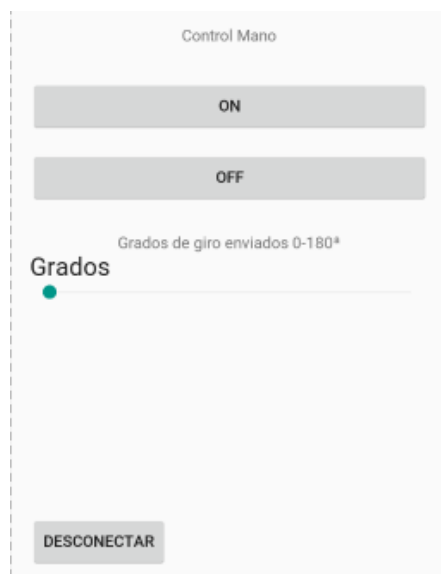 Control Mano
ON
OFF
Grados de giro enviados 0-180ª
Grados
DESCONECTAR